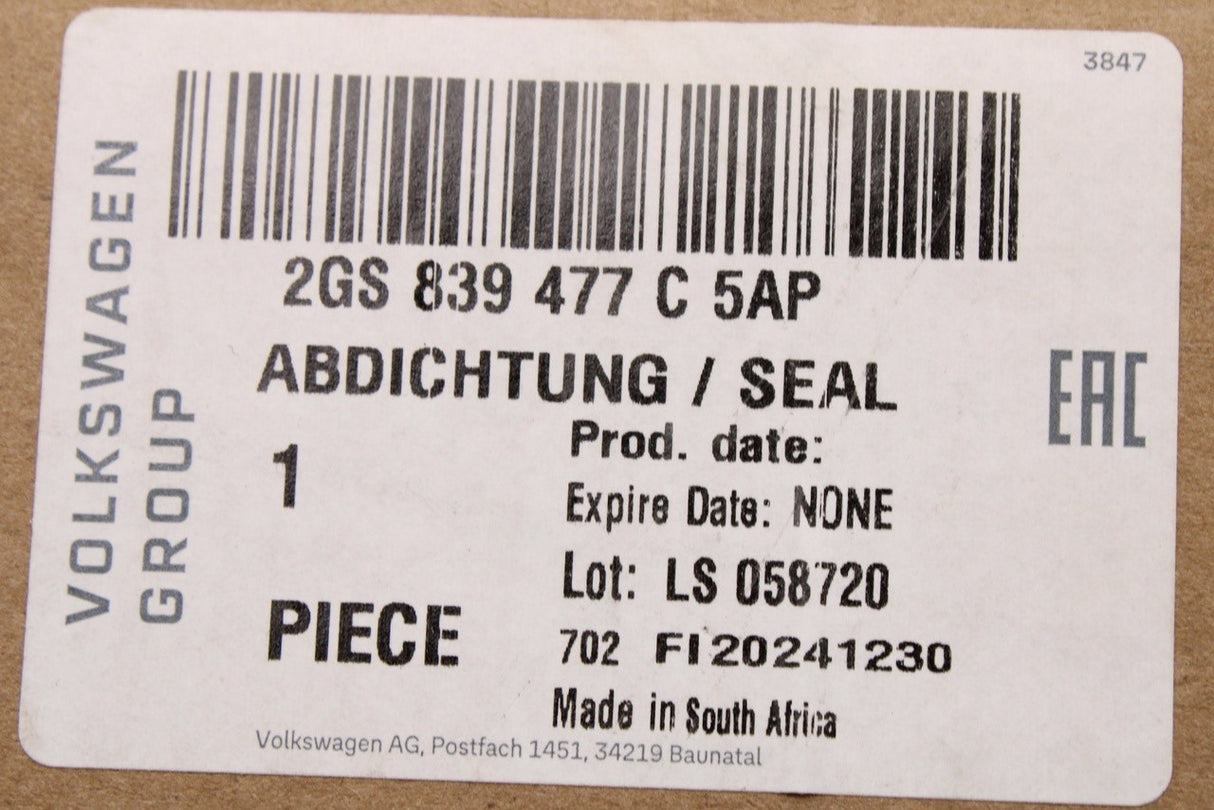 3847
VOLKSWAGEN
GROUP
2GS 839 477 C 5AP
ABDICHTUNG / SEAL
1
PIECE
Prod. date:
Expire Date: NONE
Lot: LS 058720
702 FI20241230
Made in South Africa
EAC
Volkswagen AG, Postfach 1451, 34219 Baunatal